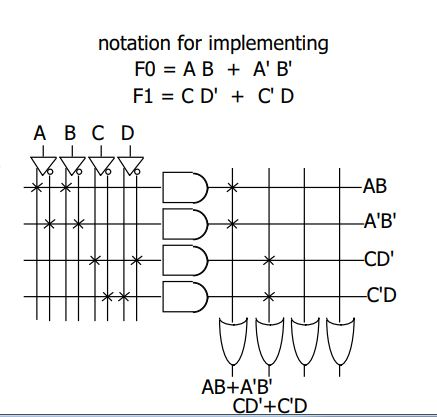 notation for implementing
F0 = A B + A' B'
F1 = C D' + C' D
A B C D
AB
A'B'
CD'
C'D
AB+A'B'
CD'+C'D